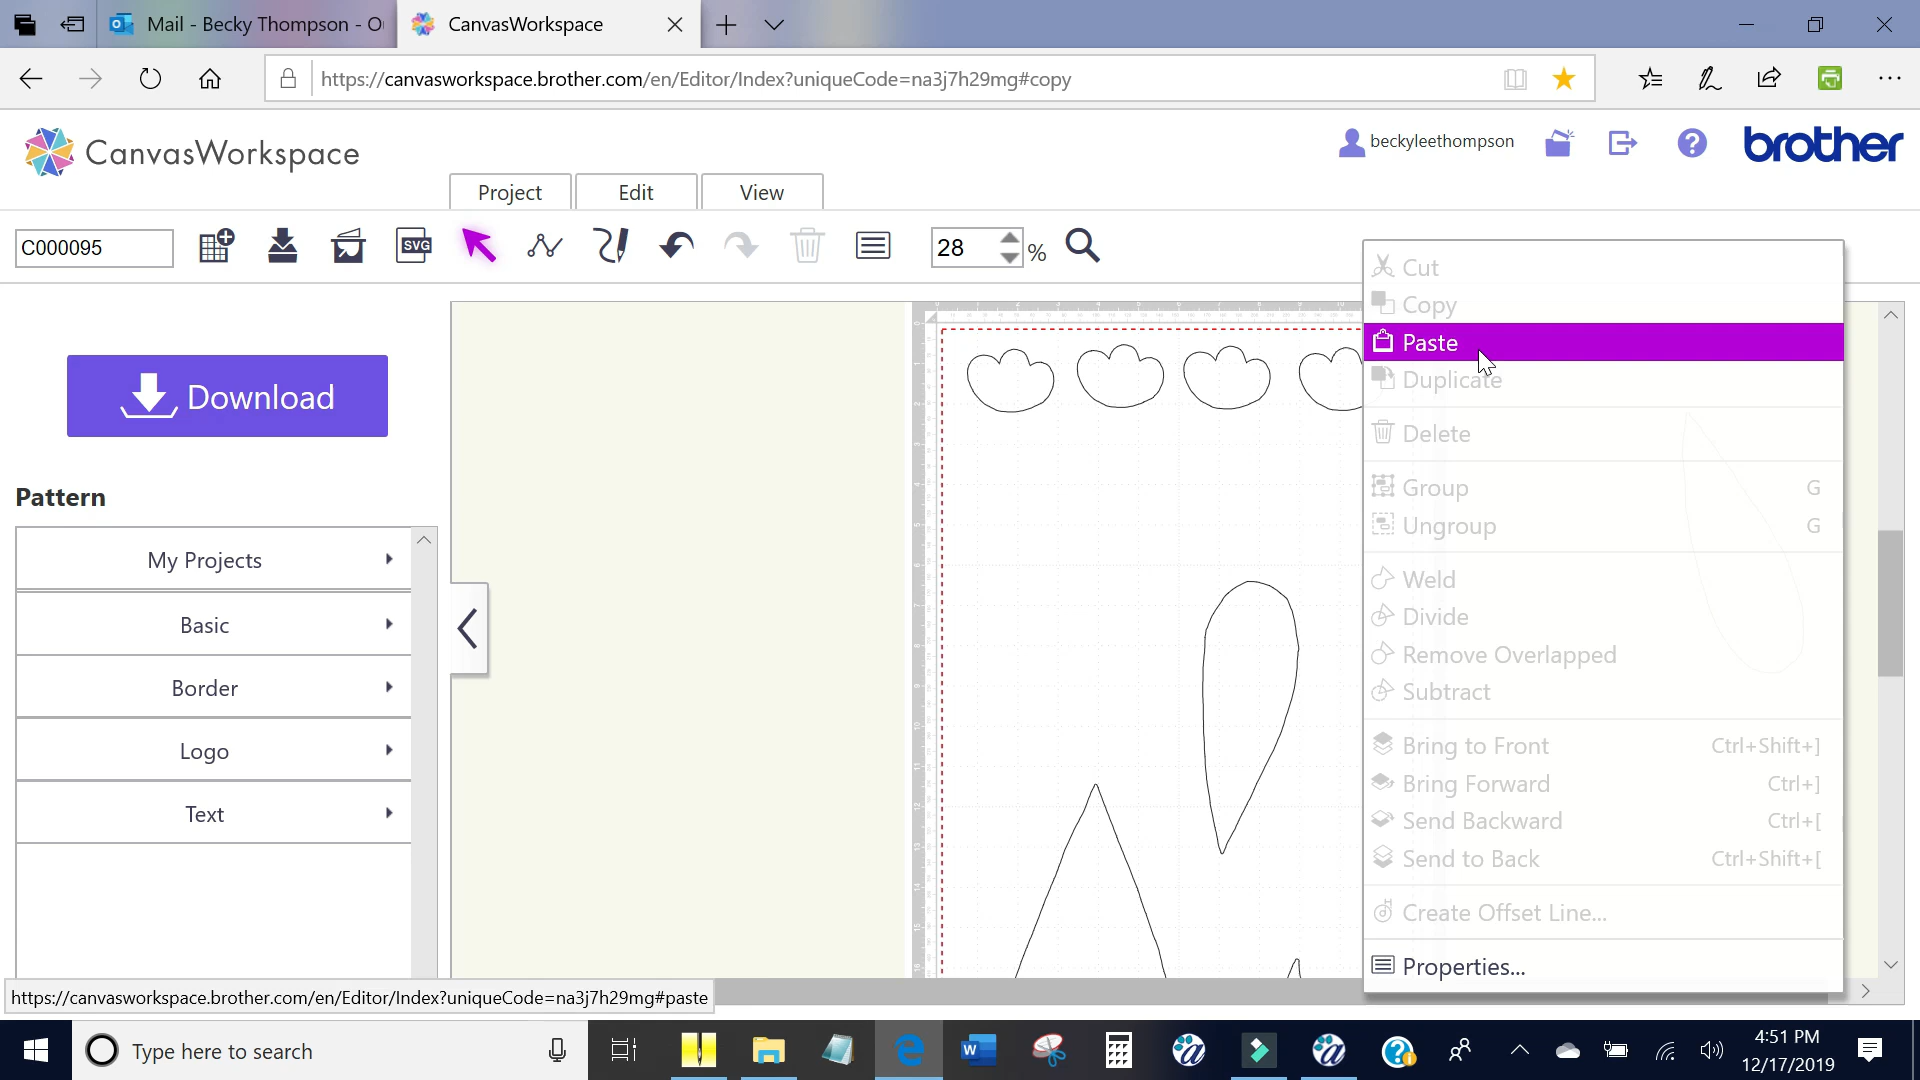 Mail - Becky Thompson - O
CanvasWorkspace
https://canvasworkspace.brother.com/en/Editor/Index?uniqueCode=na3j7h29mg#copy
CanvasWorkspace
beckyleethompson
brother
Project
Edit
View
C000095
SVG
28
%
Download
Pattern
My Projects
Basic
Border
Logo
Text
Cut
Copy
Paste
Duplicate
Delete
Group G
Ungroup G
Weld
Divide
Remove Overlapped
Subtract
Bring to Front Ctrl+Shift+]
Bring Forward Ctrl+]
Send Backward Ctrl+[
Send to Back Ctrl+Shift+[
Create Offset Line...
Properties...
https://canvasworkspace.brother.com/en/Editor/Index?uniqueCode=na3j7h29mg#paste
Type here to search
4:51 PM
12/17/2019